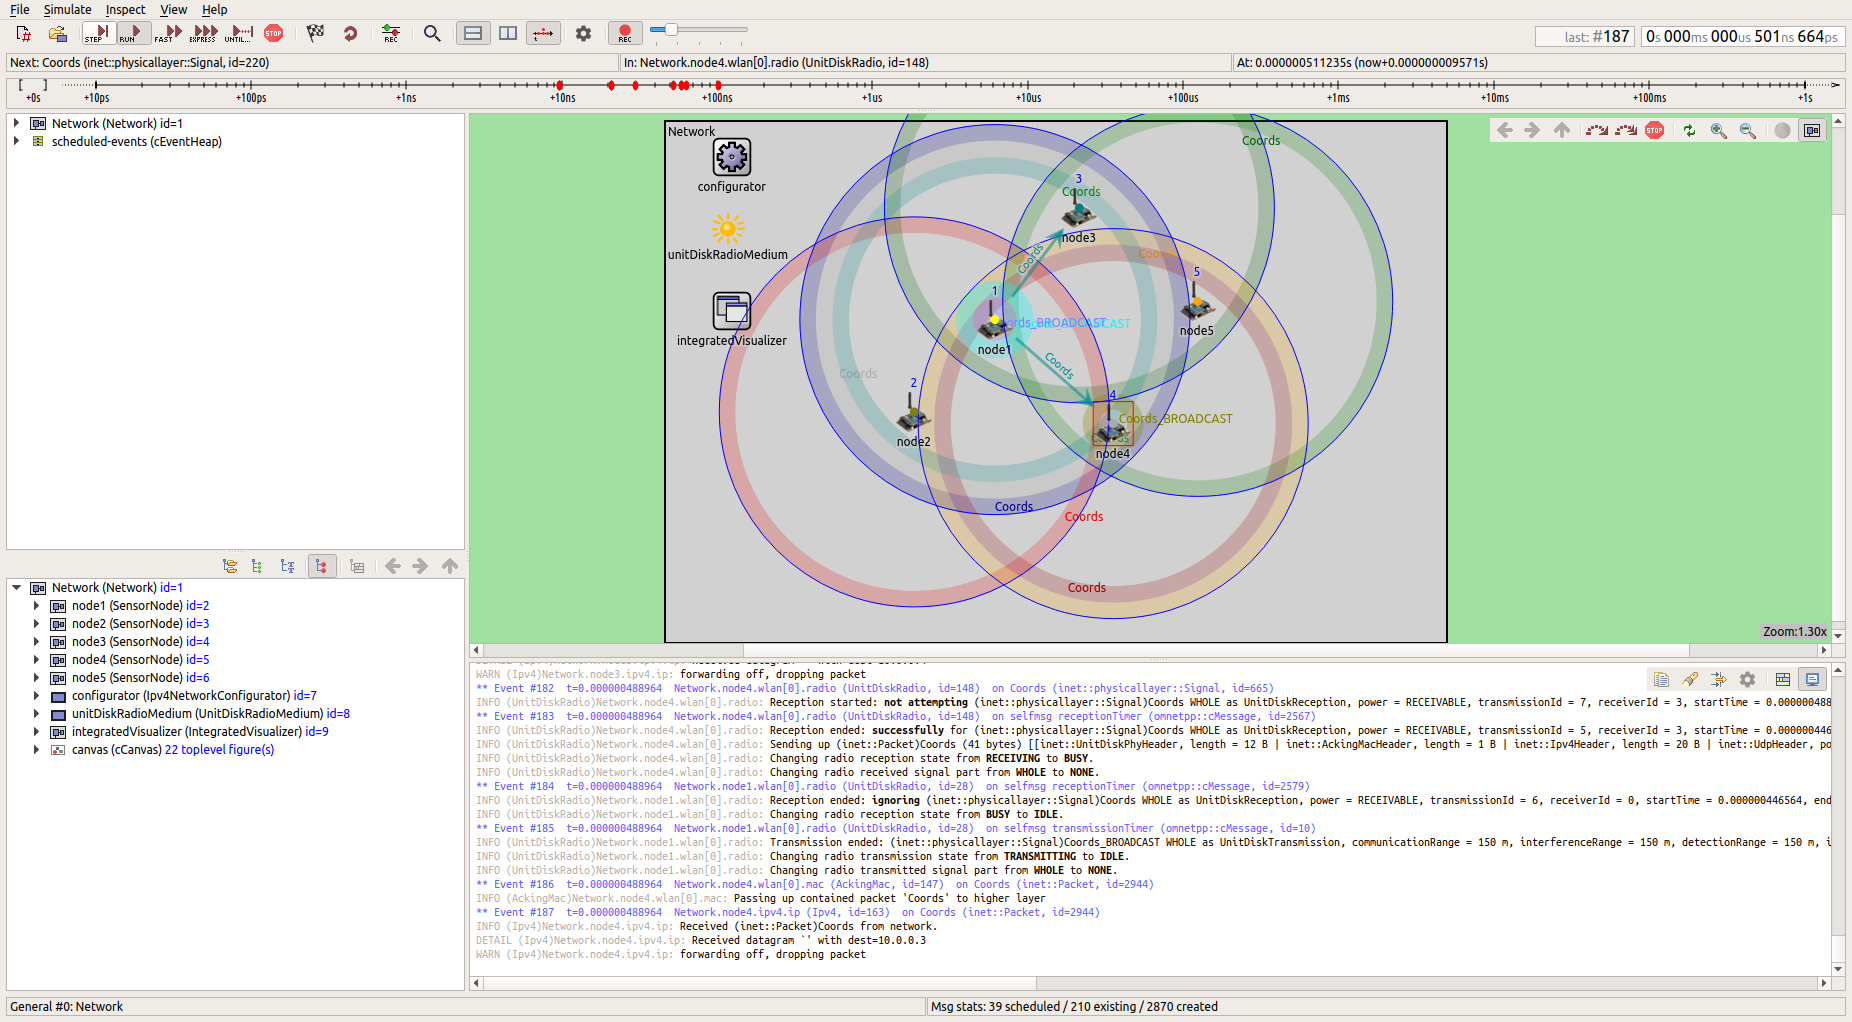 File Simulate Inspect View Help
STEP RUN FAST EXPRESS UNTIL... STOP REC REC
last: #187 0s 000ms 000us 501ns 664ps
Next: Coords (inet::physicallayer::Signal, id=220) In: Network.node4.wlan[0].radio (UnitDiskRadio, id=148) At: 0.000000511235s (now+0.000000009571s)
+0s +10ps +100ps +1ns +10ns +100ns +1us +10us +100us +1ms +10ms +100ms +1s
Network (Network) id=1
scheduled-events (cEventHeap)
Network (Network) id=1
node1 (SensorNode) id=2
node2 (SensorNode) id=3
node3 (SensorNode) id=4
node4 (SensorNode) id=5
node5 (SensorNode) id=6
configurator (Ipv4NetworkConfigurator) id=7
unitDiskRadioMedium (UnitDiskRadioMedium) id=8
integratedVisualizer (IntegratedVisualizer) id=9
canvas (cCanvas) 22 toplevel figure(s)
Network
STOP
configurator
unitDiskRadioMedium
integratedVisualizer
Coords
3
Coords
node3
Coords
Coords
5
node5
1
Coords_BROADCAST
node1
Coords
Coords
2
node2
4
Coords_BROADCAST
node4
Coords
Coords
Coords
Zoom:1.30x
WARN (Ipv4)Network.node3.ipv4.ip: forwarding off, dropping packet
** Event #182 t=0.000000488964 Network.node4.wlan[0].radio (UnitDiskRadio, id=148) on Coords (inet::physicallayer::Signal, id=665)
INFO (UnitDiskRadio)Network.node4.wlan[0].radio: Reception started: not attempting (inet::physicallayer::Signal)Coords WHOLE as UnitDiskReception, power = RECEIVABLE, transmissionId = 7, receiverId = 3, startTime = 0.000000488
** Event #183 t=0.000000488964 Network.node4.wlan[0].radio (UnitDiskRadio, id=148) on selfmsg receptionTimer (omnetpp::cMessage, id=2567)
INFO (UnitDiskRadio)Network.node4.wlan[0].radio: Reception ended: successfully for (inet::physicallayer::Signal)Coords WHOLE as UnitDiskReception, power = RECEIVABLE, transmissionId = 5, receiverId = 3, startTime = 0.000000446
INFO (UnitDiskRadio)Network.node4.wlan[0].radio: Sending up (inet::Packet)Coords (41 bytes) [[inet::UnitDiskPhyHeader, length = 12 B | inet::AckingMacHeader, length = 1 B | inet::Ipv4Header, length = 20 B | inet::UdpHeader, po
INFO (UnitDiskRadio)Network.node4.wlan[0].radio: Changing radio reception state from RECEIVING to BUSY.
INFO (UnitDiskRadio)Network.node4.wlan[0].radio: Changing radio received signal part from WHOLE to NONE.
** Event #184 t=0.000000488964 Network.node1.wlan[0].radio (UnitDiskRadio, id=28) on selfmsg receptionTimer (omnetpp::cMessage, id=2579)
INFO (UnitDiskRadio)Network.node1.wlan[0].radio: Reception ended: ignoring (inet::physicallayer::Signal)Coords WHOLE as UnitDiskReception, power = RECEIVABLE, transmissionId = 6, receiverId = 0, startTime = 0.000000446564, end
INFO (UnitDiskRadio)Network.node1.wlan[0].radio: Changing radio reception state from BUSY to IDLE.
** Event #185 t=0.000000488964 Network.node1.wlan[0].radio (UnitDiskRadio, id=28) on selfmsg transmissionTimer (omnetpp::cMessage, id=10)
INFO (UnitDiskRadio)Network.node1.wlan[0].radio: Transmission ended: (inet::physicallayer::Signal)Coords_BROADCAST WHOLE as UnitDiskTransmission, communicationRange = 150 m, interferenceRange = 150 m, detectionRange = 150 m, i
INFO (UnitDiskRadio)Network.node1.wlan[0].radio: Changing radio transmission state from TRANSMITTING to IDLE.
INFO (UnitDiskRadio)Network.node1.wlan[0].radio: Changing radio transmitted signal part from WHOLE to NONE.
** Event #186 t=0.000000488964 Network.node4.wlan[0].mac (AckingMac, id=147) on Coords (inet::Packet, id=2944)
INFO (AckingMac)Network.node4.wlan[0].mac: Passing up contained packet 'Coords' to higher layer
** Event #187 t=0.000000488964 Network.node4.ipv4.ip (Ipv4, id=163) on Coords (inet::Packet, id=2944)
INFO (Ipv4)Network.node4.ipv4.ip: Received (inet::Packet)Coords from network.
DETAIL (Ipv4)Network.node4.ipv4.ip: Received datagram `' with dest=10.0.0.3
WARN (Ipv4)Network.node4.ipv4.ip: forwarding off, dropping packet
General #0: Network Msg stats: 39 scheduled / 210 existing / 2870 created